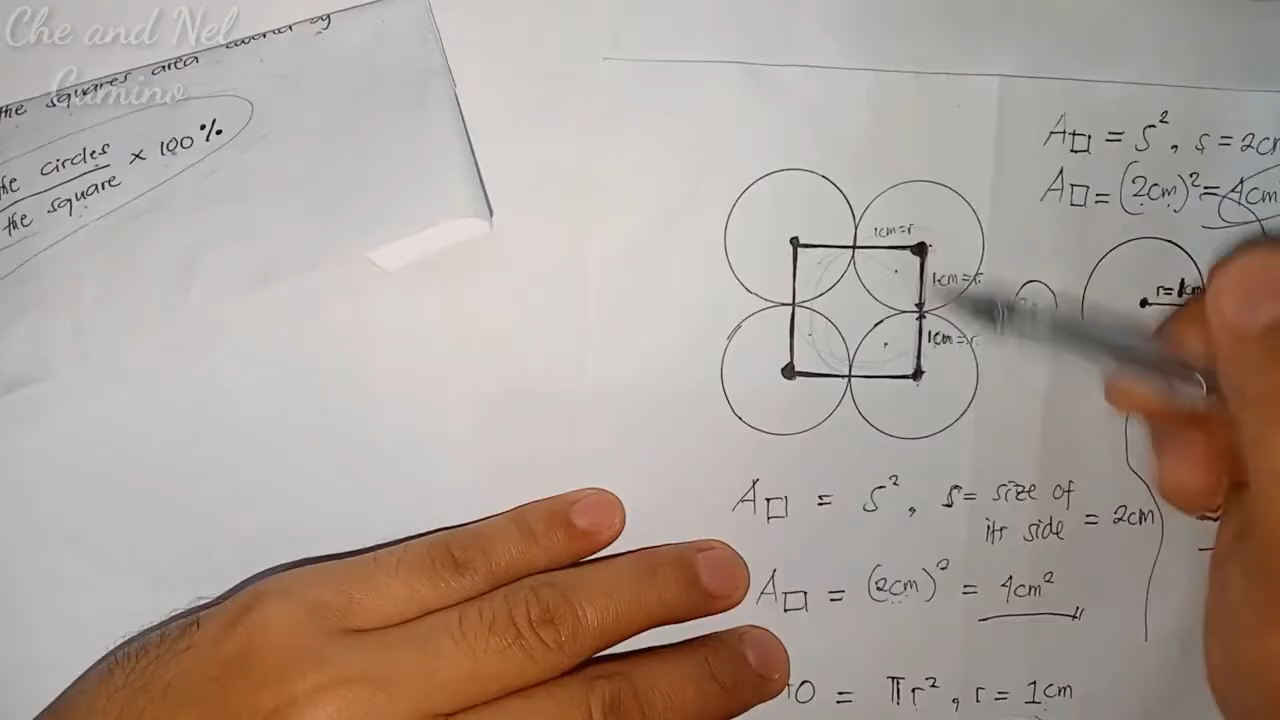 Che and Nel
Camino
the squares area
the circles
the square × 100%
A□ = S², s = 2cm
A□ = (2cm)² = 4cm
1cm=r
1cm=r
1cm=r
r=1cm
A□ = S², S = size of
its side = 2cm
A□ = (2cm)² = 4cm²
○ = πr², r = 1cm